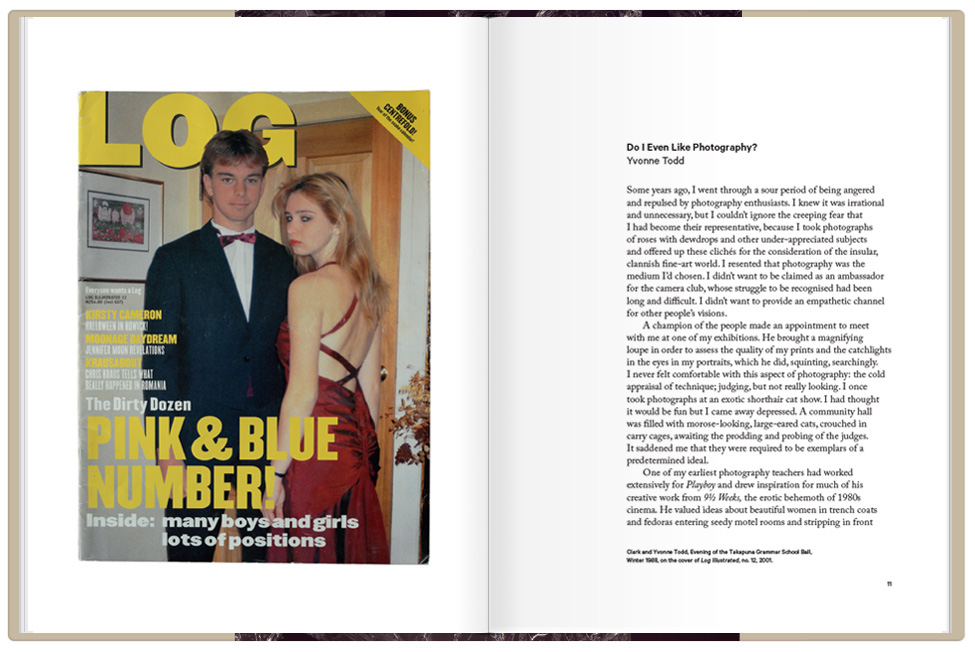 LOG
BONUS
CENTREFOLD!
Everyone wants a Log
LOG ILLUSTRATED 12
KIRSTY CAMERON
HALLOWEEN IN HOWICK!
MOONAGE DAYDREAM
JENNIFER MOON REVELATIONS
KRAUSABOUT
CHRIS KRAUS TELLS WHAT
REALLY HAPPENED IN ROMANIA
The Dirty Dozen
PINK & BLUE
NUMBER!
Inside: many boys and girls
lots of positions
Do I Even Like Photography?
Yvonne Todd
Some years ago, I went through a sour period of being angered
and repulsed by photography enthusiasts. I knew it was irrational
and unnecessary, but I couldn't ignore the creeping fear that
I had become their representative, because I took photographs
of roses with dewdrops and other under-appreciated subjects
and offered up these clichés for the consideration of the insular,
clannish fine-art world. I resented that photography was the
medium I'd chosen. I didn't want to be claimed as an ambassador
for the camera club, whose struggle to be recognised had been
long and difficult. I didn't want to provide an empathetic channel
for other people's visions.
A champion of the people made an appointment to meet
with me at one of my exhibitions. He brought a magnifying
loupe in order to assess the quality of my prints and the catchlights
in the eyes in my portraits, which he did, squinting, searchingly.
I never felt comfortable with this aspect of photography: the cold
appraisal of technique; judging, but not really looking. I once
took photographs at an exotic shorthair cat show. I had thought
it would be fun but I came away depressed. A community hall
was filled with morose-looking, large-eared cats, crouched in
carry cages, awaiting the prodding and probing of the judges.
It saddened me that they were required to be exemplars of a
predetermined ideal.
One of my earliest photography teachers had worked
extensively for Playboy and drew inspiration for much of his
creative work from 9½ Weeks, the erotic behemoth of 1980s
cinema. He valued ideas about beautiful women in trench coats
and fedoras entering seedy motel rooms and stripping in front
Clark and Yvonne Todd, Evening of the Takapuna Grammar School Ball,
Winter 1989, on the cover of Log Illustrated, no. 12, 2001.
11